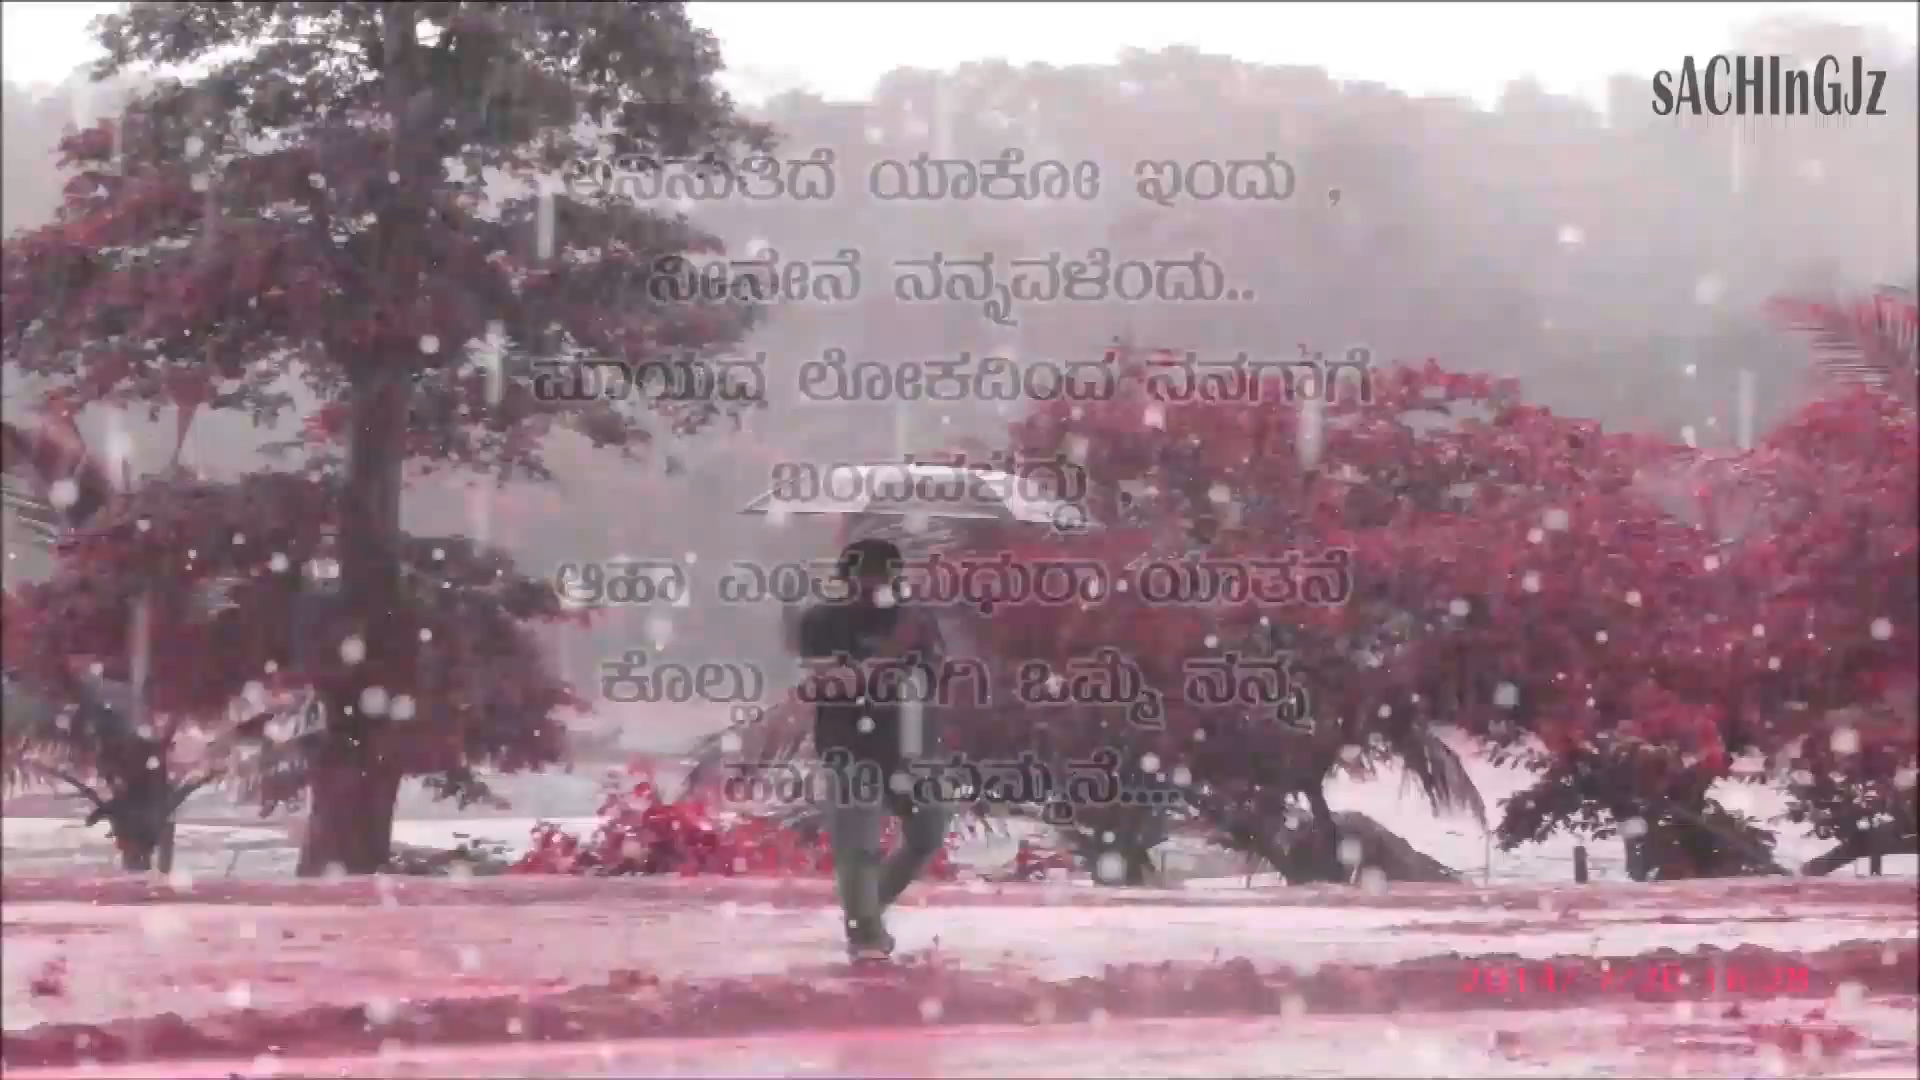 sACHInGJz
ಅನಿಸುತಿದೆ ಯಾಕೋ ಇಂದು ,
ನೀನೇನೆ ನನ್ನವಳೆಂದು..
ಮಾಯದ ಲೋಕದಿಂದ ನನಗಾಗೆ
ಬಂದವಳೆದ್ದು
ಆಹಾ ಎಂತ ಮಧುರಾ ಯಾತನೆ
ಕೊಲ್ಲು ಹುಡುಗಿ ಒಮ್ಮೆ ನನ್ನ
ಹಾಗೇ ಸುಮ್ಮನೆ....